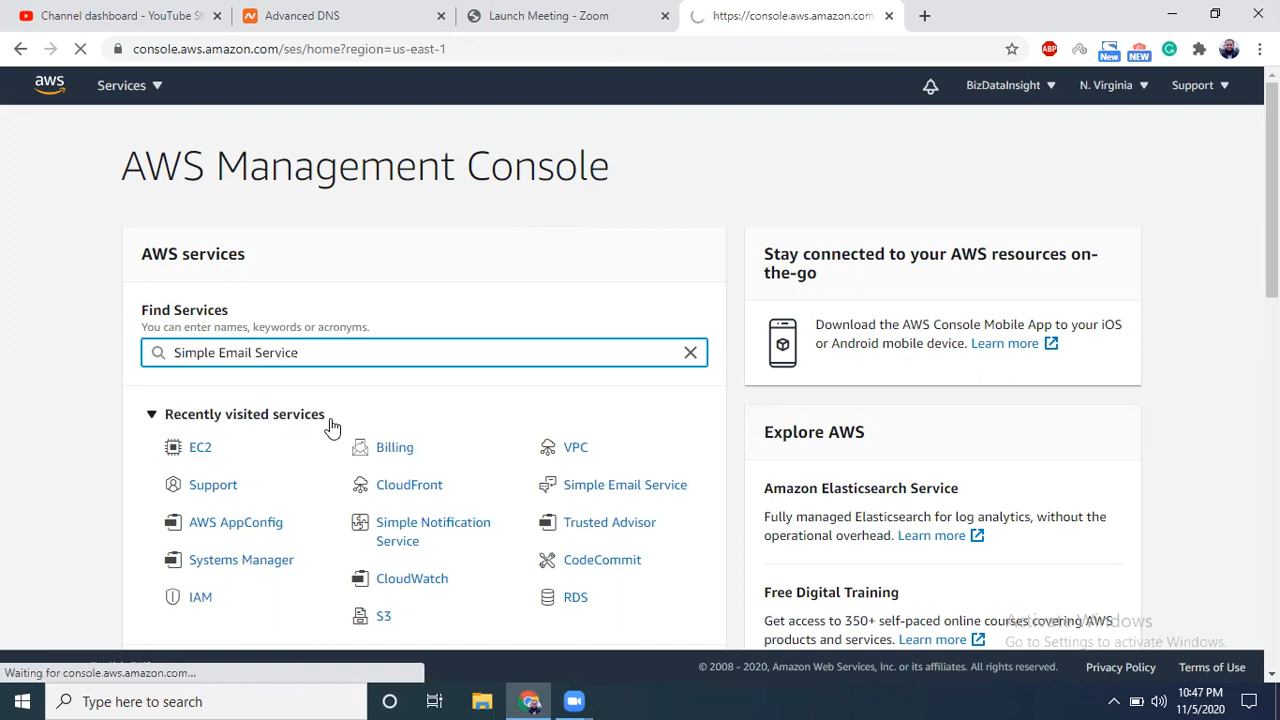 Channel dashboard - YouTube St
Advanced DNS
Launch Meeting - Zoom
https://console.aws.amazon.com
console.aws.amazon.com/ses/home?region=us-east-1
ABP
New
NEW
aws
Services
BizDataInsight
N. Virginia
Support
AWS Management Console
AWS services
Find Services
You can enter names, keywords or acronyms.
Simple Email Service
Recently visited services
EC2
Billing
VPC
Support
CloudFront
Simple Email Service
AWS AppConfig
Simple Notification
Service
Trusted Advisor
Systems Manager
CodeCommit
CloudWatch
IAM
RDS
S3
Stay connected to your AWS resources on-
the-go
Download the AWS Console Mobile App to your iOS
or Android mobile device. Learn more
Explore AWS
Amazon Elasticsearch Service
Fully managed Elasticsearch for log analytics, without the
operational overhead. Learn more
Free Digital Training
Get access to 350+ self-paced online courses covering AWS
products and services. Learn more
Activate Windows
Go to Settings to activate Windows.
Waiting for console.aws.amazon.com...
© 2008 - 2020, Amazon Web Services, Inc. or its affiliates. All rights reserved.
Privacy Policy
Terms of Use
Type here to search
10:47 PM
11/5/2020